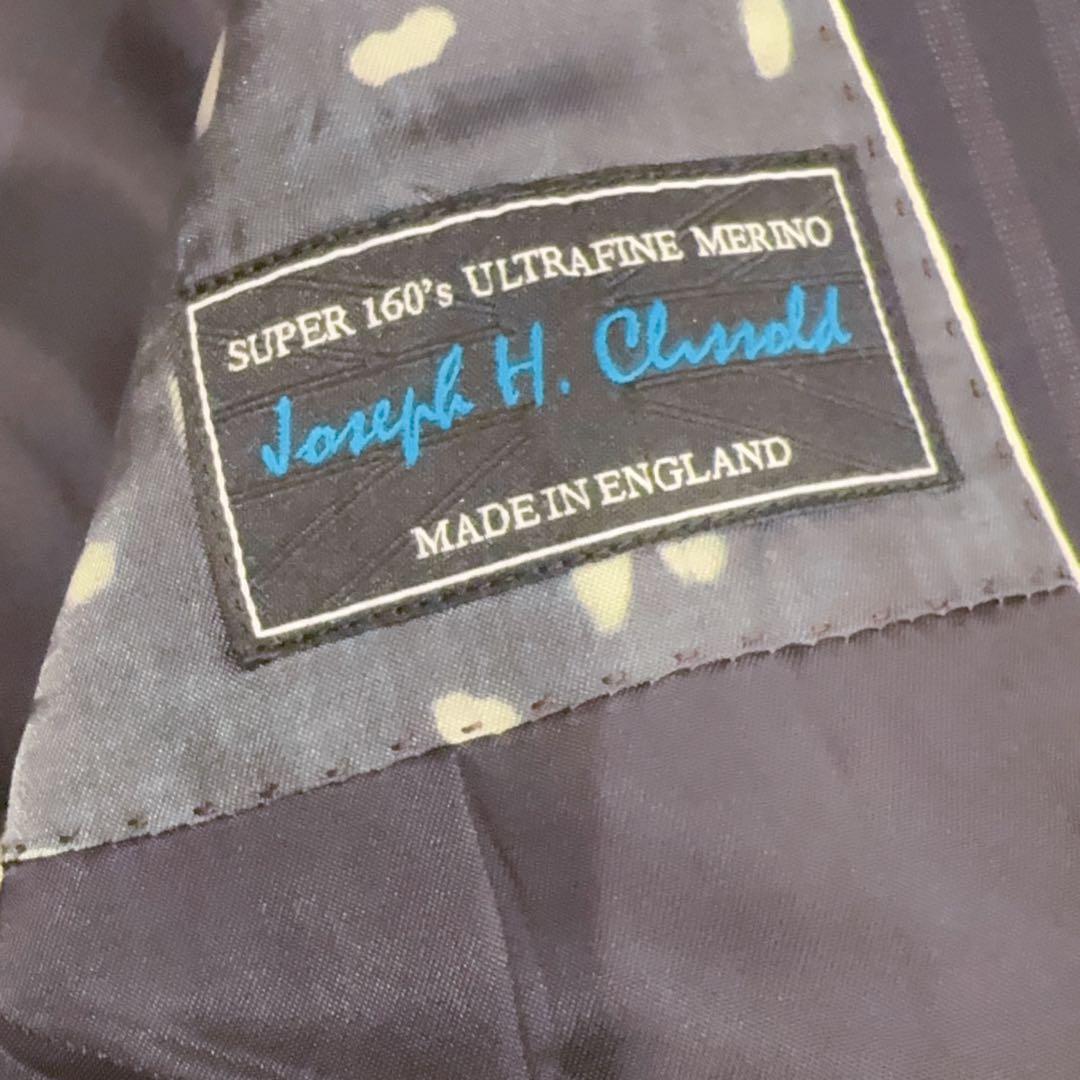 SUPER 160's ULTRAFINE MERINO
Joseph H. Clissold
MADE IN ENGLAND